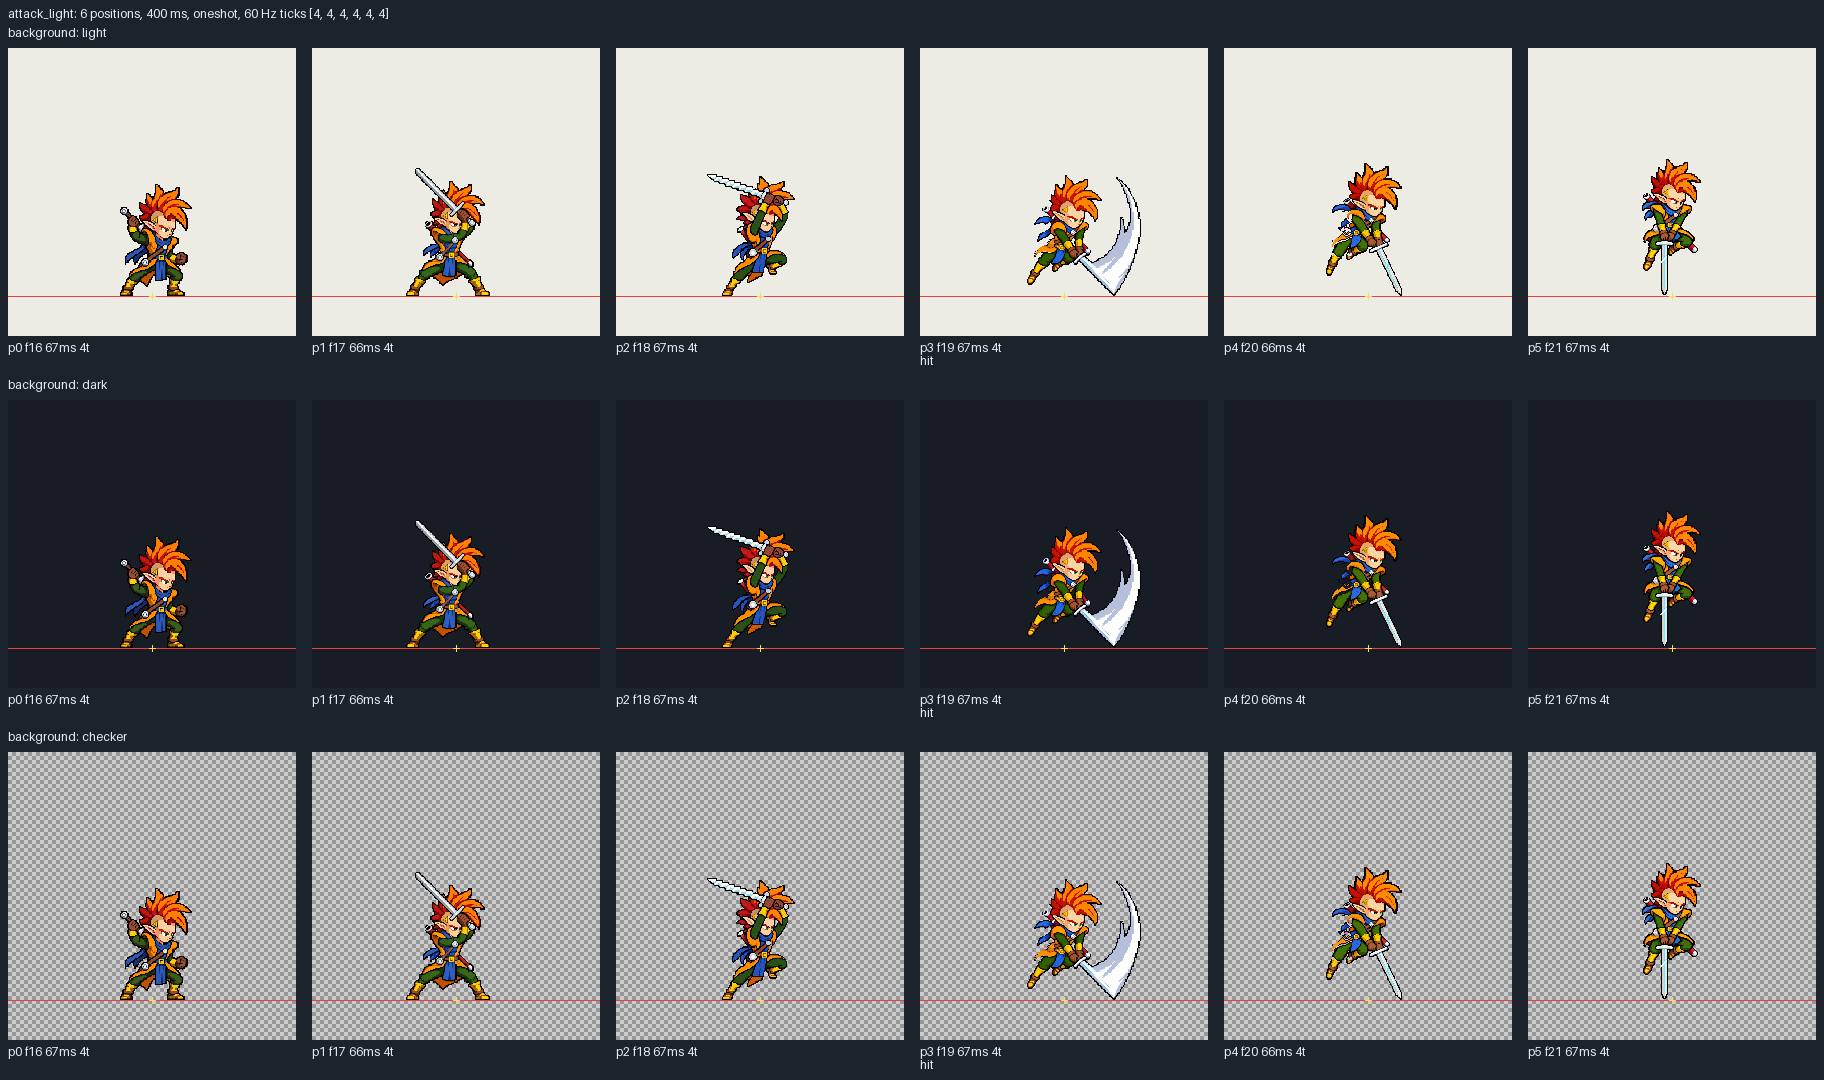 attack_light: 6 positions, 400 ms, oneshot, 60 Hz ticks [4, 4, 4, 4, 4, 4]
background: light
p0 f16 67ms 4t
p1 f17 66ms 4t
p2 f18 67ms 4t
p3 f19 67ms 4t
hit
p4 f20 66ms 4t
p5 f21 67ms 4t
background: dark
p0 f16 67ms 4t
p1 f17 66ms 4t
p2 f18 67ms 4t
p3 f19 67ms 4t
hit
p4 f20 66ms 4t
p5 f21 67ms 4t
background: checker
p0 f16 67ms 4t
p1 f17 66ms 4t
p2 f18 67ms 4t
p3 f19 67ms 4t
hit
p4 f20 66ms 4t
p5 f21 67ms 4t